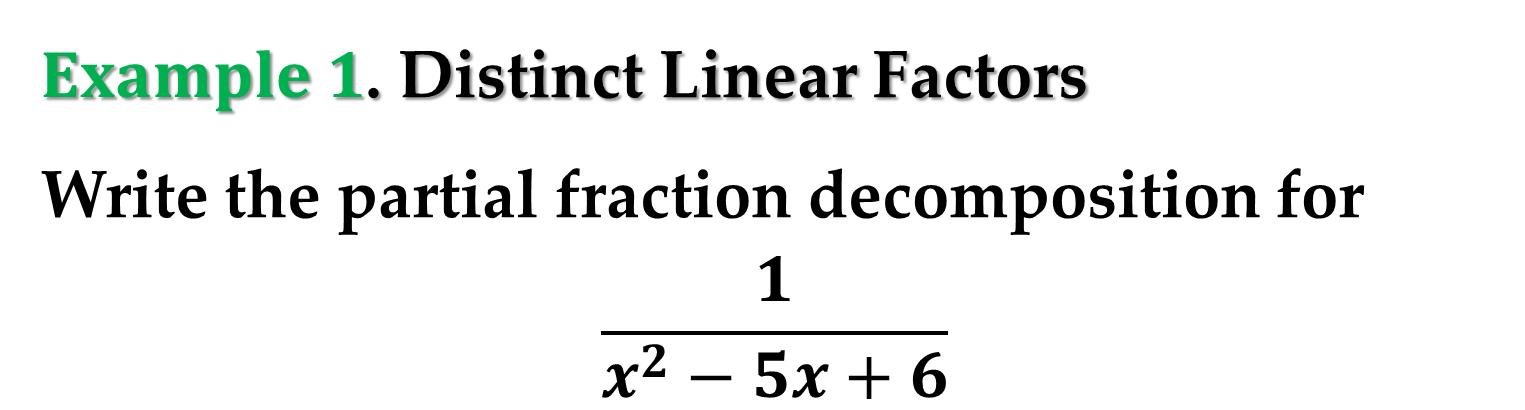 Example 1. Distinct Linear Factors
Write the partial fraction decomposition for
1
x² − 5x + 6